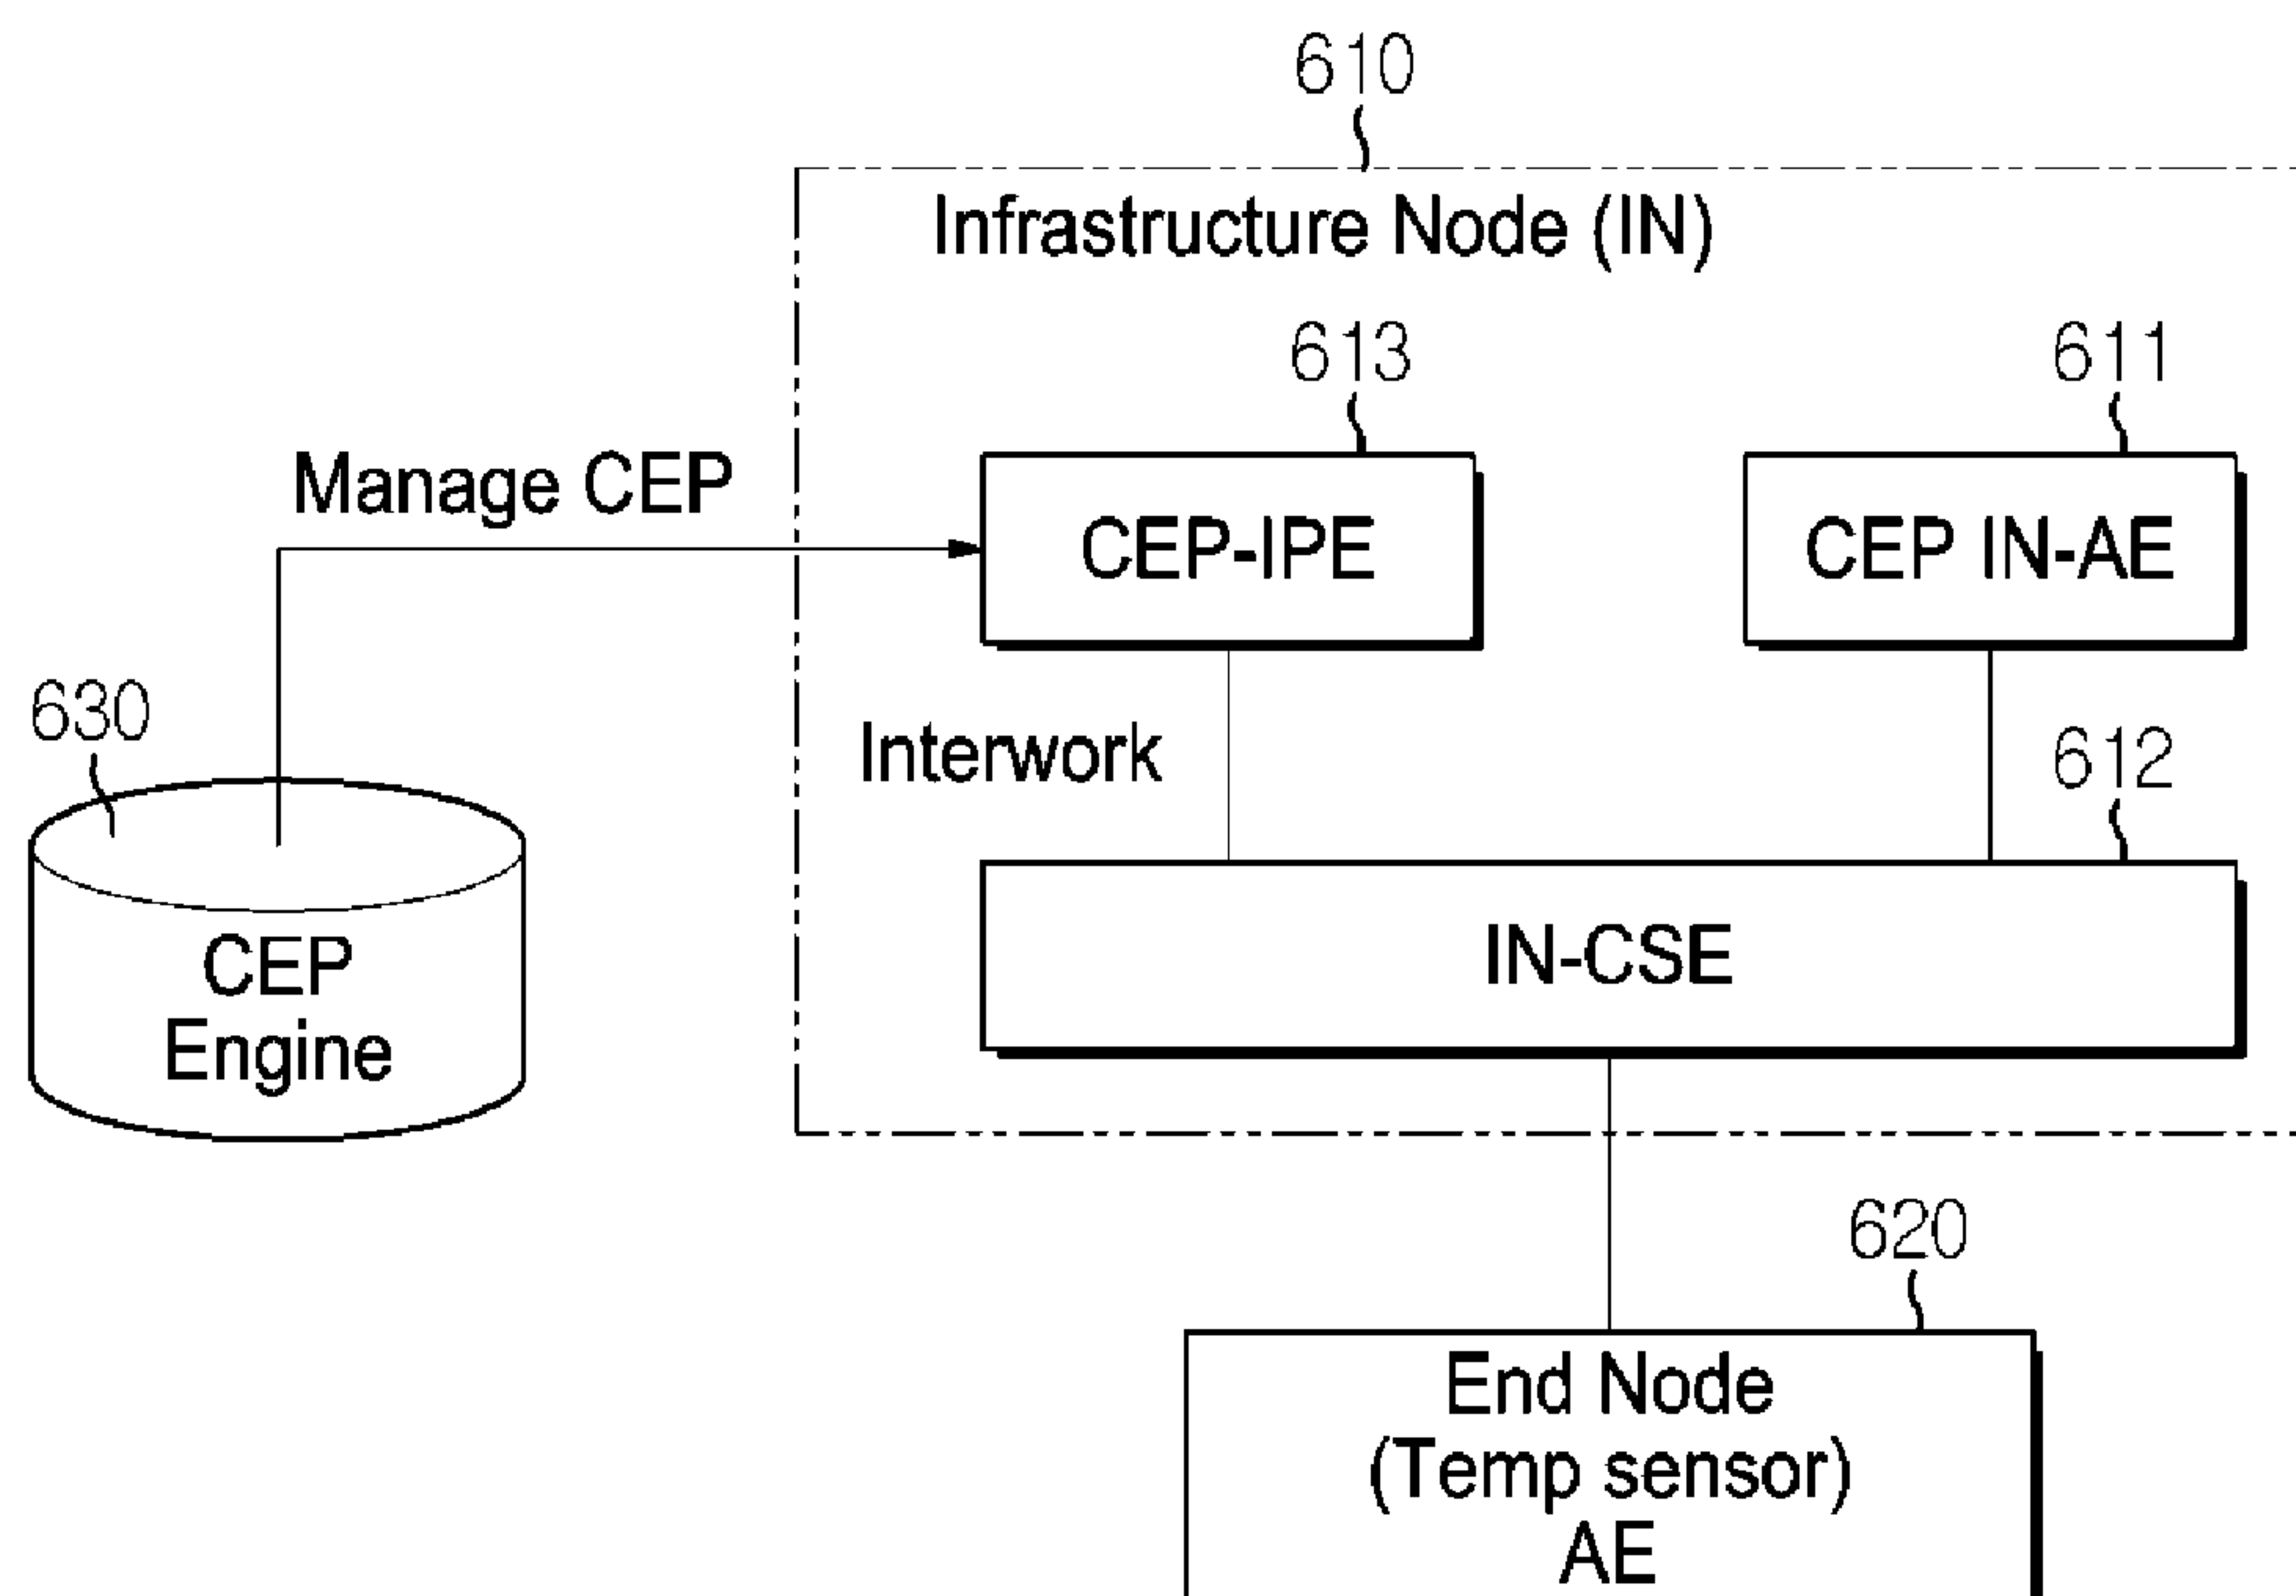 610
Infrastructure Node (IN)
613
611
Manage CEP
CEP-IPE
CEP IN-AE
630
Interwork
612
CEP
Engine
IN-CSE
620
End Node
(Temp sensor)
AE